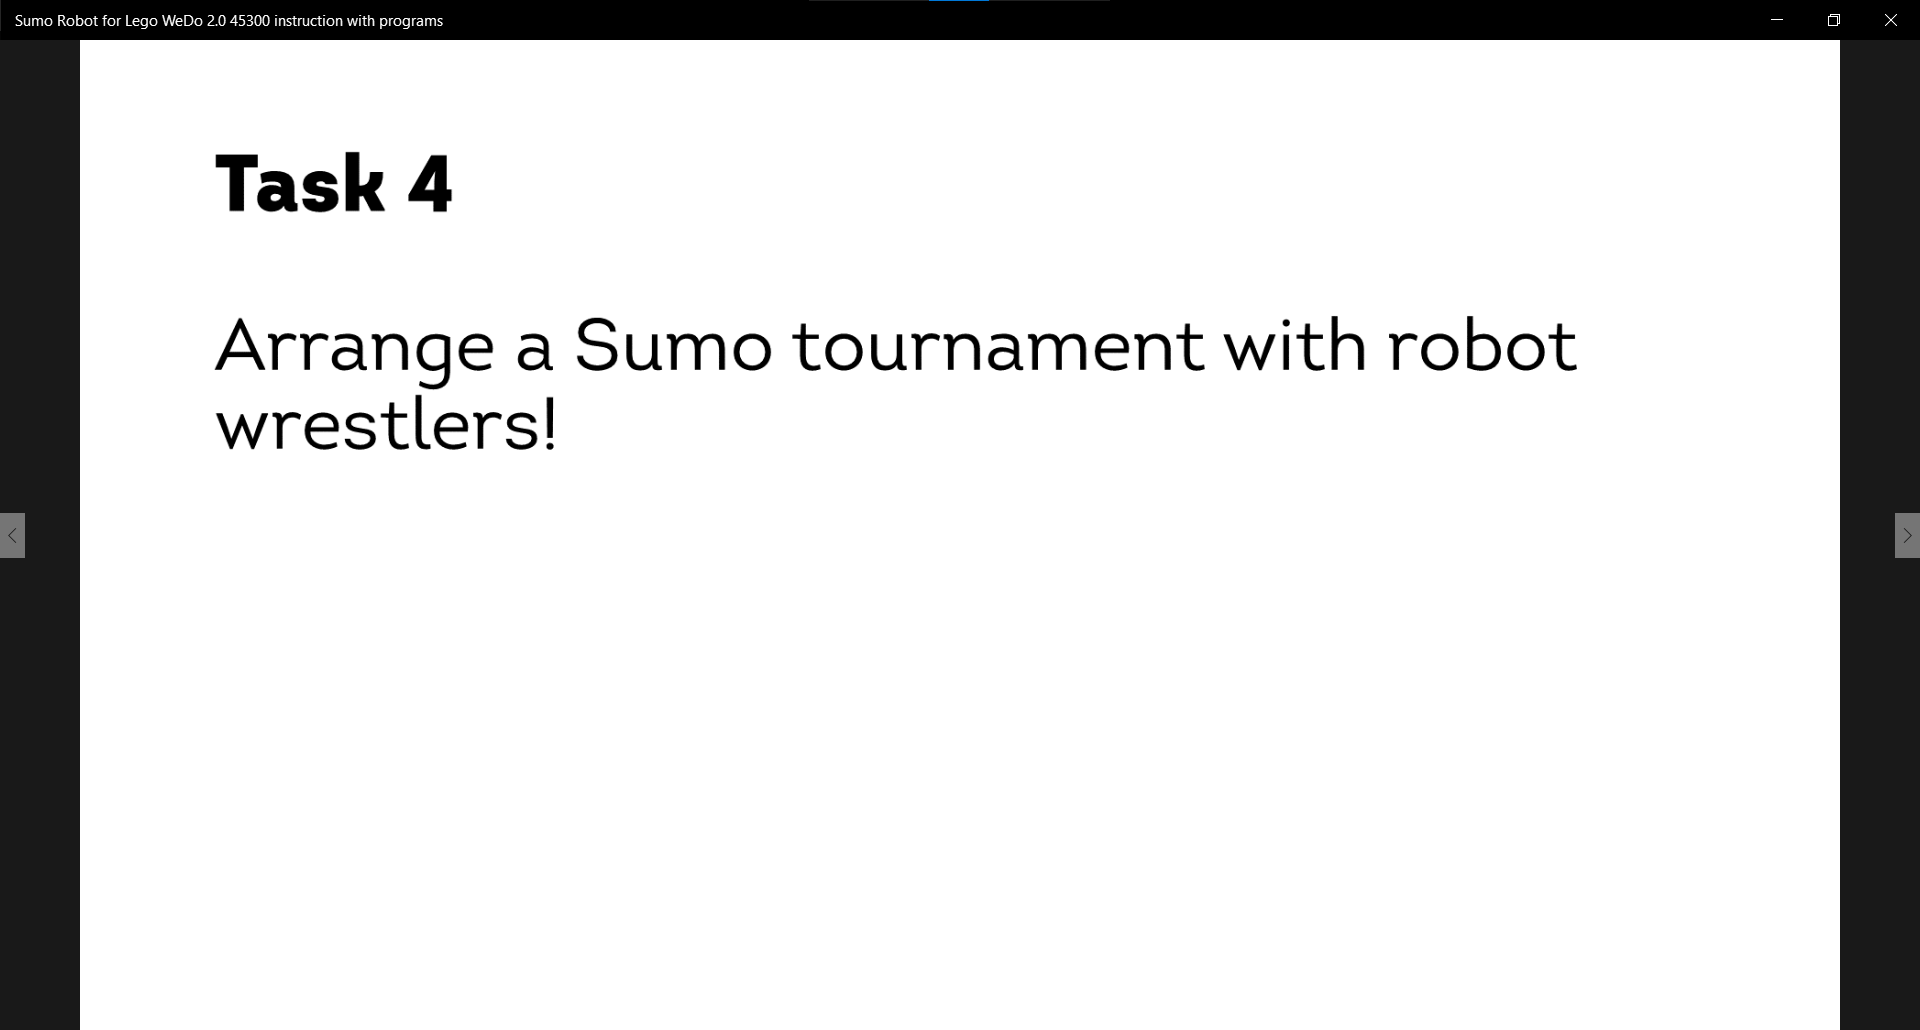 Sumo Robot for Lego WeDo 2.0 45300 instruction with programs
Task 4
Arrange a Sumo tournament with robot
wrestlers!